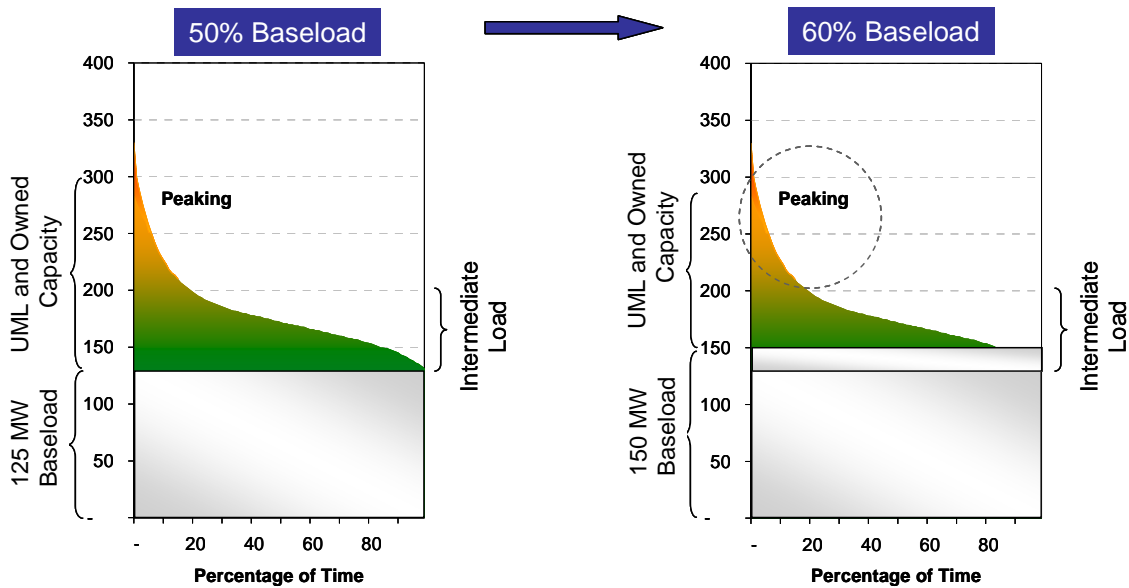 50% Baseload
60% Baseload
400
350
300
250
200
150
100
50
-
Peaking
UML and Owned
Capacity
125 MW
Baseload
Intermediate
Load
-
20
40
60
80
Percentage of Time
400
350
300
250
200
150
100
50
-
Peaking
UML and Owned
Capacity
150 MW
Baseload
Intermediate
Load
-
20
40
60
80
Percentage of Time